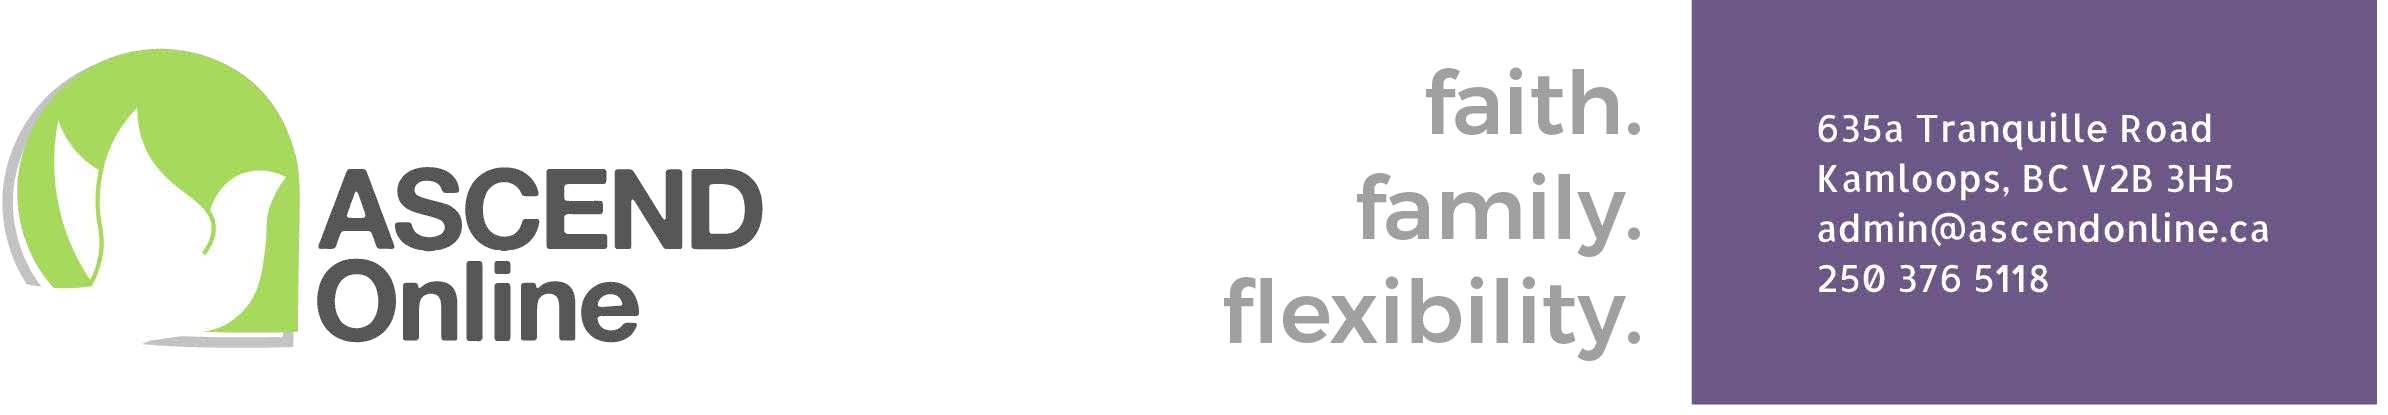 ASCEND
Online
faith.
family.
flexibility.
635a Tranquille Road
Kamloops, BC V2B 3H5
admin@ascendonline.ca
250 376 5118